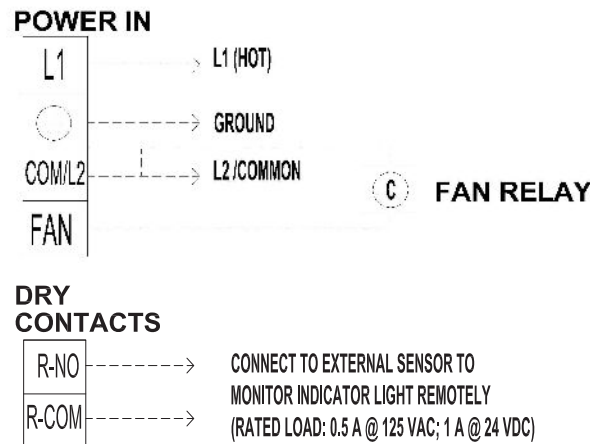 POWER IN
L1
L1 (HOT)
GROUND
COM/L2
L2 /COMMON
C
FAN RELAY
FAN
DRY
CONTACTS
R-NO
CONNECT TO EXTERNAL SENSOR TO
MONITOR INDICATOR LIGHT REMOTELY
R-COM
(RATED LOAD: 0.5 A @ 125 VAC; 1 A @ 24 VDC)